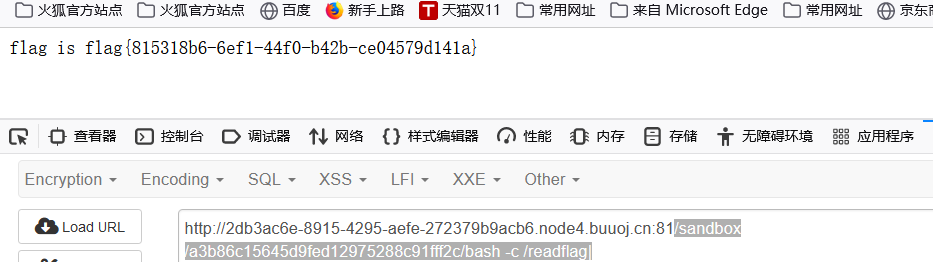 火狐官方站点 火狐官方站点 百度 新手上路 T 天猫双11 常用网址 来自 Microsoft Edge 常用网址 京东商
flag is flag{815318b6-6ef1-44f0-b42b-ce04579d141a}
查看器 控制台 调试器 网络 样式编辑器 性能 内存 存储 无障碍环境 应用程序
Encryption Encoding SQL XSS LFI XXE Other
Load URL http://2db3ac6e-8915-4295-aefe-272379b9acb6.node4.buuoj.cn:81/sandbox
/a3b86c15645d9fed12975288c91fff2c/bash -c /readflag|